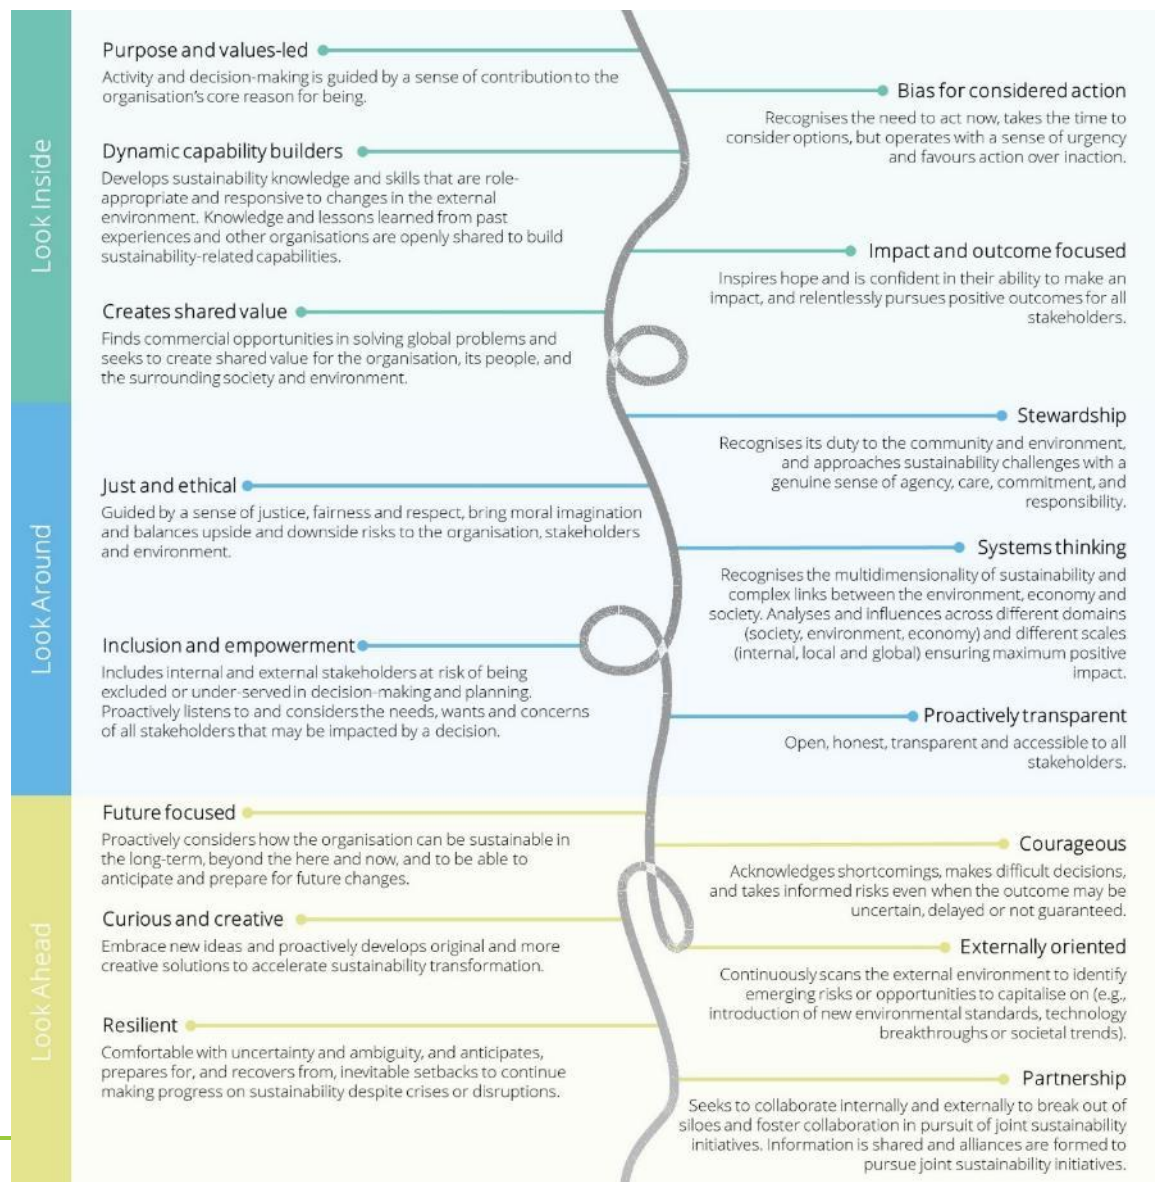 Look Inside
Purpose and values-led
Activity and decision-making is guided by a sense of contribution to the
organisation's core reason for being.
Bias for considered action
Recognises the need to act now, takes the time to
consider options, but operates with a sense of urgency
and favours action over inaction.
Dynamic capability builders
Develops sustainability knowledge and skills that are role-
appropriate and responsive to changes in the external
environment. Knowledge and lessons learned from past
experiences and other organisations are openly shared to build
sustainability-related capabilities.
Impact and outcome focused
Inspires hope and is confident in their ability to make an
impact, and relentlessly pursues positive outcomes for all
stakeholders.
Creates shared value
Finds commercial opportunities in solving global problems and
seeks to create shared value for the organisation, its people, and
the surrounding society and environment.
Look Around
Stewardship
Recognises its duty to the community and environment,
and approaches sustainability challenges with a
genuine sense of agency, care, commitment, and
responsibility.
Just and ethical
Guided by a sense of justice, fairness and respect, bring moral imagination
and balances upside and downside risks to the organisation, stakeholders
and environment.
Systems thinking
Recognises the multidimensionality of sustainability and
complex links between the environment, economy and
society. Analyses and influences across different domains
(society, environment, economy) and different scales
(internal, local and global) ensuring maximum positive
impact.
Inclusion and empowerment
Includes internal and external stakeholders at risk of being
excluded or under-served in decision-making and planning.
Proactively listens to and considers the needs, wants and concerns
of all stakeholders that may be impacted by a decision.
Proactively transparent
Open, honest, transparent and accessible to all
stakeholders.
Look Ahead
Future focused
Proactively considers how the organisation can be sustainable in
the long-term, beyond the here and now, and to be able to
anticipate and prepare for future changes.
Courageous
Acknowledges shortcomings, makes difficult decisions,
and takes informed risks even when the outcome may be
uncertain, delayed or not guaranteed.
Curious and creative
Embrace new ideas and proactively develops original and more
creative solutions to accelerate sustainability transformation.
Externally oriented
Continuously scans the external environment to identify
emerging risks or opportunities to capitalise on (e.g.,
introduction of new environmental standards, technology
breakthroughs or societal trends).
Resilient
Comfortable with uncertainty and ambiguity, and anticipates,
prepares for, and recovers from, inevitable setbacks to continue
making progress on sustainability despite crises or disruptions.
Partnership
Seeks to collaborate internally and externally to break out of
siloes and foster collaboration in pursuit of joint sustainability
initiatives. Information is shared and alliances are formed to
pursue joint sustainability initiatives.